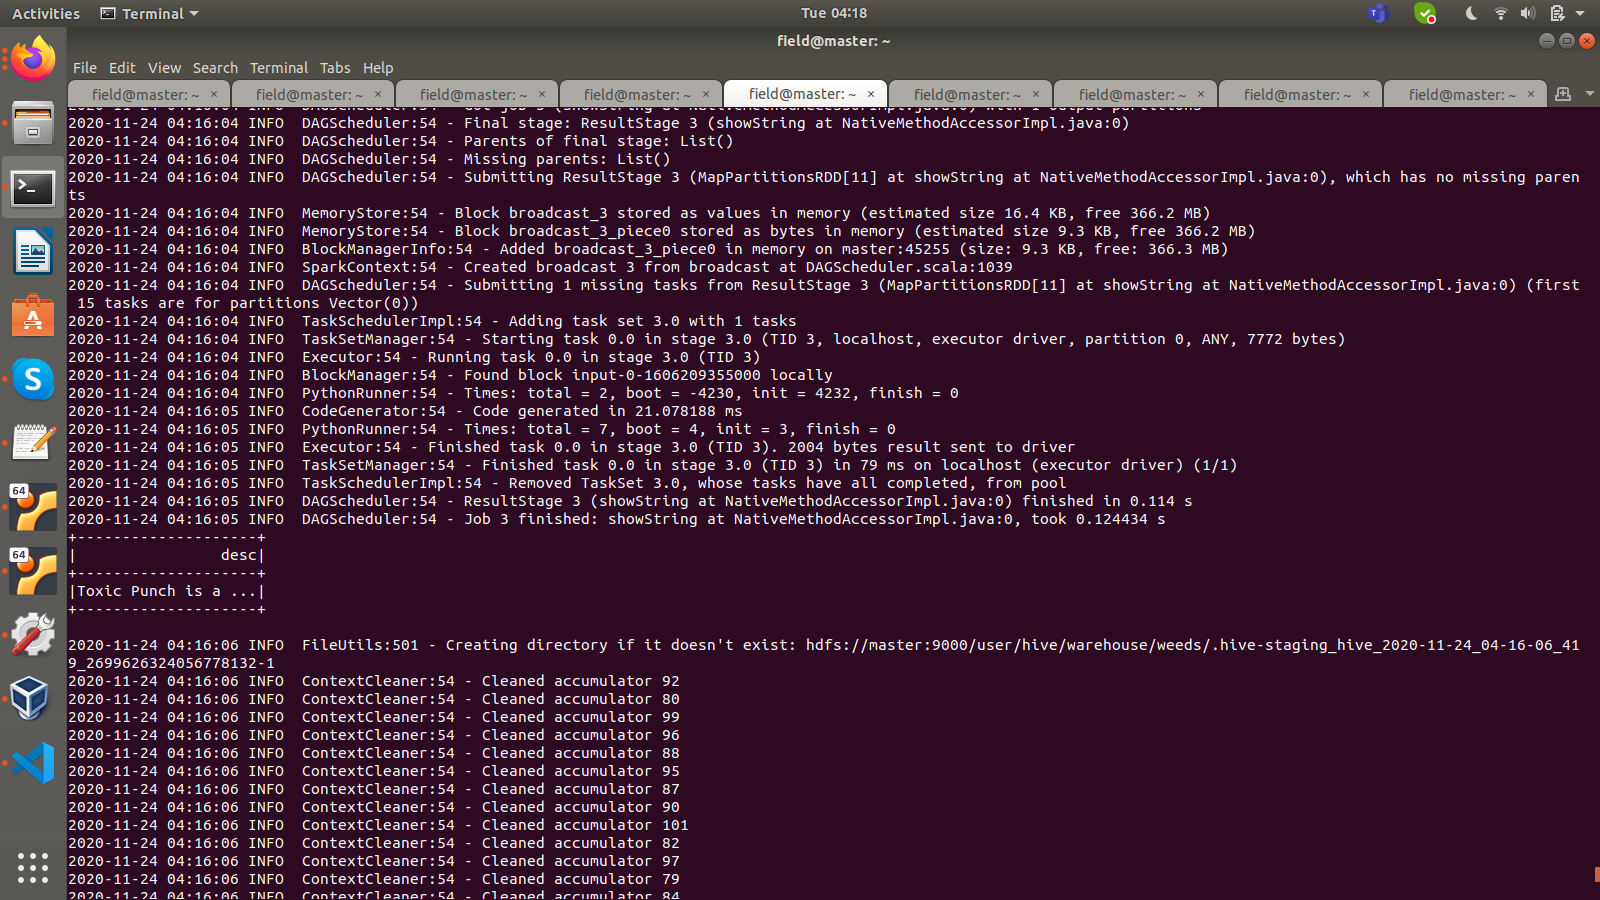 Activities
Terminal
Tue 04:18
field@master: ~
File Edit View Search Terminal Tabs Help
field@master: ~ × field@master: ~ × field@master: ~ × field@master: ~ × field@master: ~ × field@master: ~ × field@master: ~ × field@master: ~ × field@master: ~ ×
2020-11-24 04:16:04 INFO  DAGScheduler:54 - Got job 3 (showString at NativeMethodAccessorImpl.java:0) with 1 output partitions
2020-11-24 04:16:04 INFO  DAGScheduler:54 - Final stage: ResultStage 3 (showString at NativeMethodAccessorImpl.java:0)
2020-11-24 04:16:04 INFO  DAGScheduler:54 - Parents of final stage: List()
2020-11-24 04:16:04 INFO  DAGScheduler:54 - Missing parents: List()
2020-11-24 04:16:04 INFO  DAGScheduler:54 - Submitting ResultStage 3 (MapPartitionsRDD[11] at showString at NativeMethodAccessorImpl.java:0), which has no missing paren
ts
2020-11-24 04:16:04 INFO  MemoryStore:54 - Block broadcast_3 stored as values in memory (estimated size 16.4 KB, free 366.2 MB)
2020-11-24 04:16:04 INFO  MemoryStore:54 - Block broadcast_3_piece0 stored as bytes in memory (estimated size 9.3 KB, free 366.2 MB)
2020-11-24 04:16:04 INFO  BlockManagerInfo:54 - Added broadcast_3_piece0 in memory on master:45255 (size: 9.3 KB, free: 366.3 MB)
2020-11-24 04:16:04 INFO  SparkContext:54 - Created broadcast 3 from broadcast at DAGScheduler.scala:1039
2020-11-24 04:16:04 INFO  DAGScheduler:54 - Submitting 1 missing tasks from ResultStage 3 (MapPartitionsRDD[11] at showString at NativeMethodAccessorImpl.java:0) (first
 15 tasks are for partitions Vector(0))
2020-11-24 04:16:04 INFO  TaskSchedulerImpl:54 - Adding task set 3.0 with 1 tasks
2020-11-24 04:16:04 INFO  TaskSetManager:54 - Starting task 0.0 in stage 3.0 (TID 3, localhost, executor driver, partition 0, ANY, 7772 bytes)
2020-11-24 04:16:04 INFO  Executor:54 - Running task 0.0 in stage 3.0 (TID 3)
2020-11-24 04:16:04 INFO  BlockManager:54 - Found block input-0-1606209355000 locally
2020-11-24 04:16:04 INFO  PythonRunner:54 - Times: total = 2, boot = -4230, init = 4232, finish = 0
2020-11-24 04:16:05 INFO  CodeGenerator:54 - Code generated in 21.078188 ms
2020-11-24 04:16:05 INFO  PythonRunner:54 - Times: total = 7, boot = 4, init = 3, finish = 0
2020-11-24 04:16:05 INFO  Executor:54 - Finished task 0.0 in stage 3.0 (TID 3). 2004 bytes result sent to driver
2020-11-24 04:16:05 INFO  TaskSetManager:54 - Finished task 0.0 in stage 3.0 (TID 3) in 79 ms on localhost (executor driver) (1/1)
2020-11-24 04:16:05 INFO  TaskSchedulerImpl:54 - Removed TaskSet 3.0, whose tasks have all completed, from pool
2020-11-24 04:16:05 INFO  DAGScheduler:54 - ResultStage 3 (showString at NativeMethodAccessorImpl.java:0) finished in 0.114 s
2020-11-24 04:16:05 INFO  DAGScheduler:54 - Job 3 finished: showString at NativeMethodAccessorImpl.java:0, took 0.124434 s
+--------------------+
|                desc|
+--------------------+
|Toxic Punch is a ...|
+--------------------+
2020-11-24 04:16:06 INFO  FileUtils:501 - Creating directory if it doesn't exist: hdfs://master:9000/user/hive/warehouse/weeds/.hive-staging_hive_2020-11-24_04-16-06_41
9_2699626324056778132-1
2020-11-24 04:16:06 INFO  ContextCleaner:54 - Cleaned accumulator 92
2020-11-24 04:16:06 INFO  ContextCleaner:54 - Cleaned accumulator 80
2020-11-24 04:16:06 INFO  ContextCleaner:54 - Cleaned accumulator 99
2020-11-24 04:16:06 INFO  ContextCleaner:54 - Cleaned accumulator 96
2020-11-24 04:16:06 INFO  ContextCleaner:54 - Cleaned accumulator 88
2020-11-24 04:16:06 INFO  ContextCleaner:54 - Cleaned accumulator 95
2020-11-24 04:16:06 INFO  ContextCleaner:54 - Cleaned accumulator 87
2020-11-24 04:16:06 INFO  ContextCleaner:54 - Cleaned accumulator 90
2020-11-24 04:16:06 INFO  ContextCleaner:54 - Cleaned accumulator 101
2020-11-24 04:16:06 INFO  ContextCleaner:54 - Cleaned accumulator 82
2020-11-24 04:16:06 INFO  ContextCleaner:54 - Cleaned accumulator 97
2020-11-24 04:16:06 INFO  ContextCleaner:54 - Cleaned accumulator 79
2020-11-24 04:16:06 INFO  ContextCleaner:54 - Cleaned accumulator 84
64
64